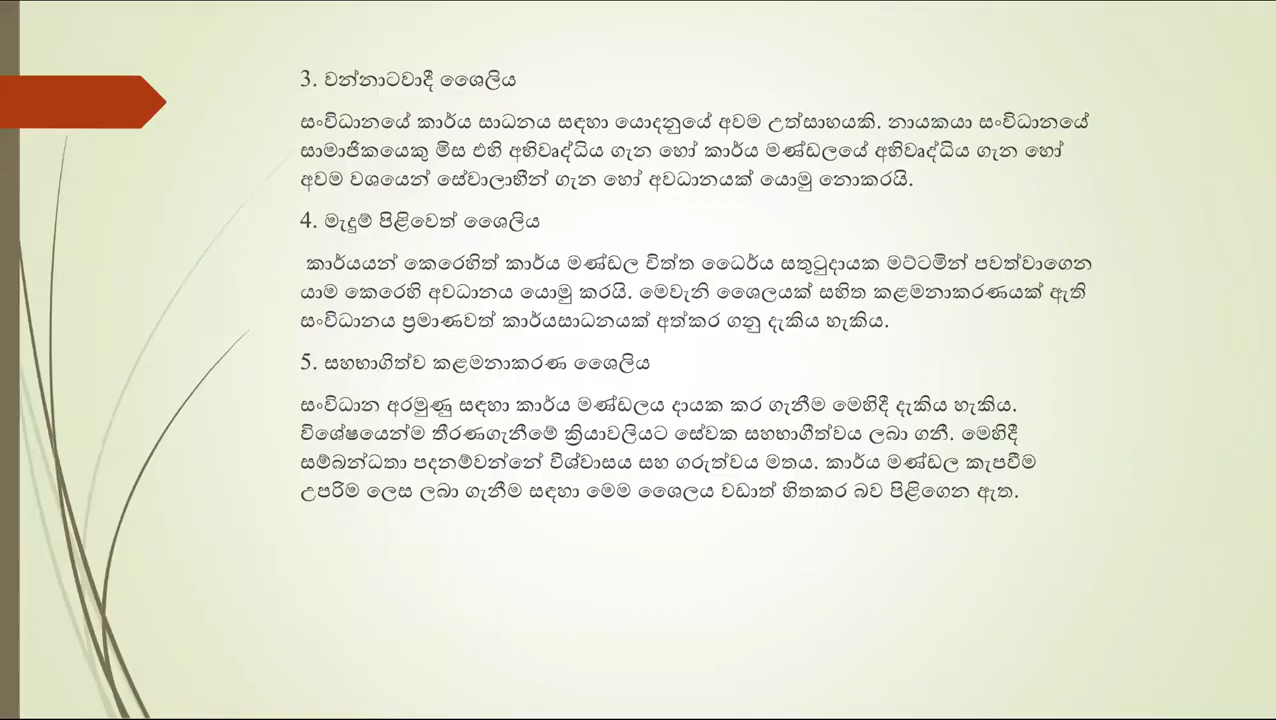 3. වන්නාටවාදී ශෛලිය
සංවිධානයේ කාර්ය සාධනය සඳහා යොදනුයේ අවම උත්සාහයකි. නායකයා සංවිධානයේ
සාමාජිකයෙකු මිස එහි අභිවෘද්ධිය ගැන හෝ කාර්ය මණ්ඩලයේ අභිවෘද්ධිය ගැන හෝ
අවම වශයෙන් සේවාලාභීන් ගැන හෝ අවධානයක් යොමු නොකරයි.
4. මැදුම් පිළිවෙත් ශෛලිය
කාර්යයන් කෙරෙහිත් කාර්ය මණ්ඩල චිත්ත ධෛර්ය සතුටුදායක මට්ටමින් පවත්වාගෙන
යාම කෙරෙහි අවධානය යොමු කරයි. මෙවැනි ශෛලයක් සහිත කළමනාකරණයක් ඇති
සංවිධානය ප්‍රමාණවත් කාර්යසාධනයක් අත්කර ගනු දැකිය හැකිය.
5. සහභාගිත්ව කළමනාකරණ ශෛලිය
සංවිධාන අරමුණු සඳහා කාර්ය මණ්ඩලය දායක කර ගැනීම මෙහිදී දැකිය හැකිය.
විශේෂයෙන්ම තීරණගැනීමේ ක්‍රියාවලියට සේවක සහභාගීත්වය ලබා ගනී. මෙහිදී
සම්බන්ධතා පදනම්වන්නේ විශ්වාසය සහ ගරුත්වය මතය. කාර්ය මණ්ඩල කැපවීම
උපරිම ලෙස ලබා ගැනීම සඳහා මෙම ශෛලය වඩාත් හිතකර බව පිළිගෙන ඇත.